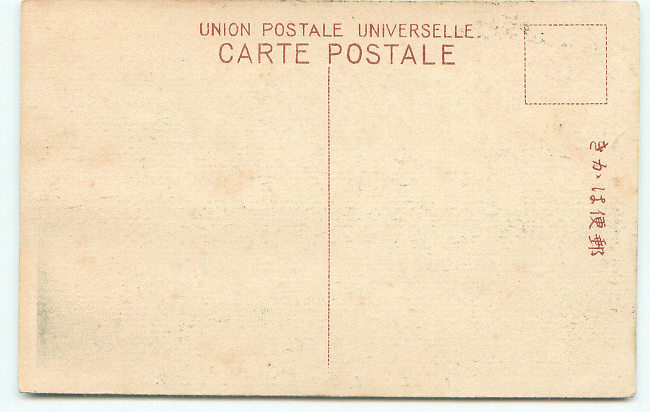 UNION POSTALE UNIVERSELLE.
CARTE POSTALE
郵便はかき